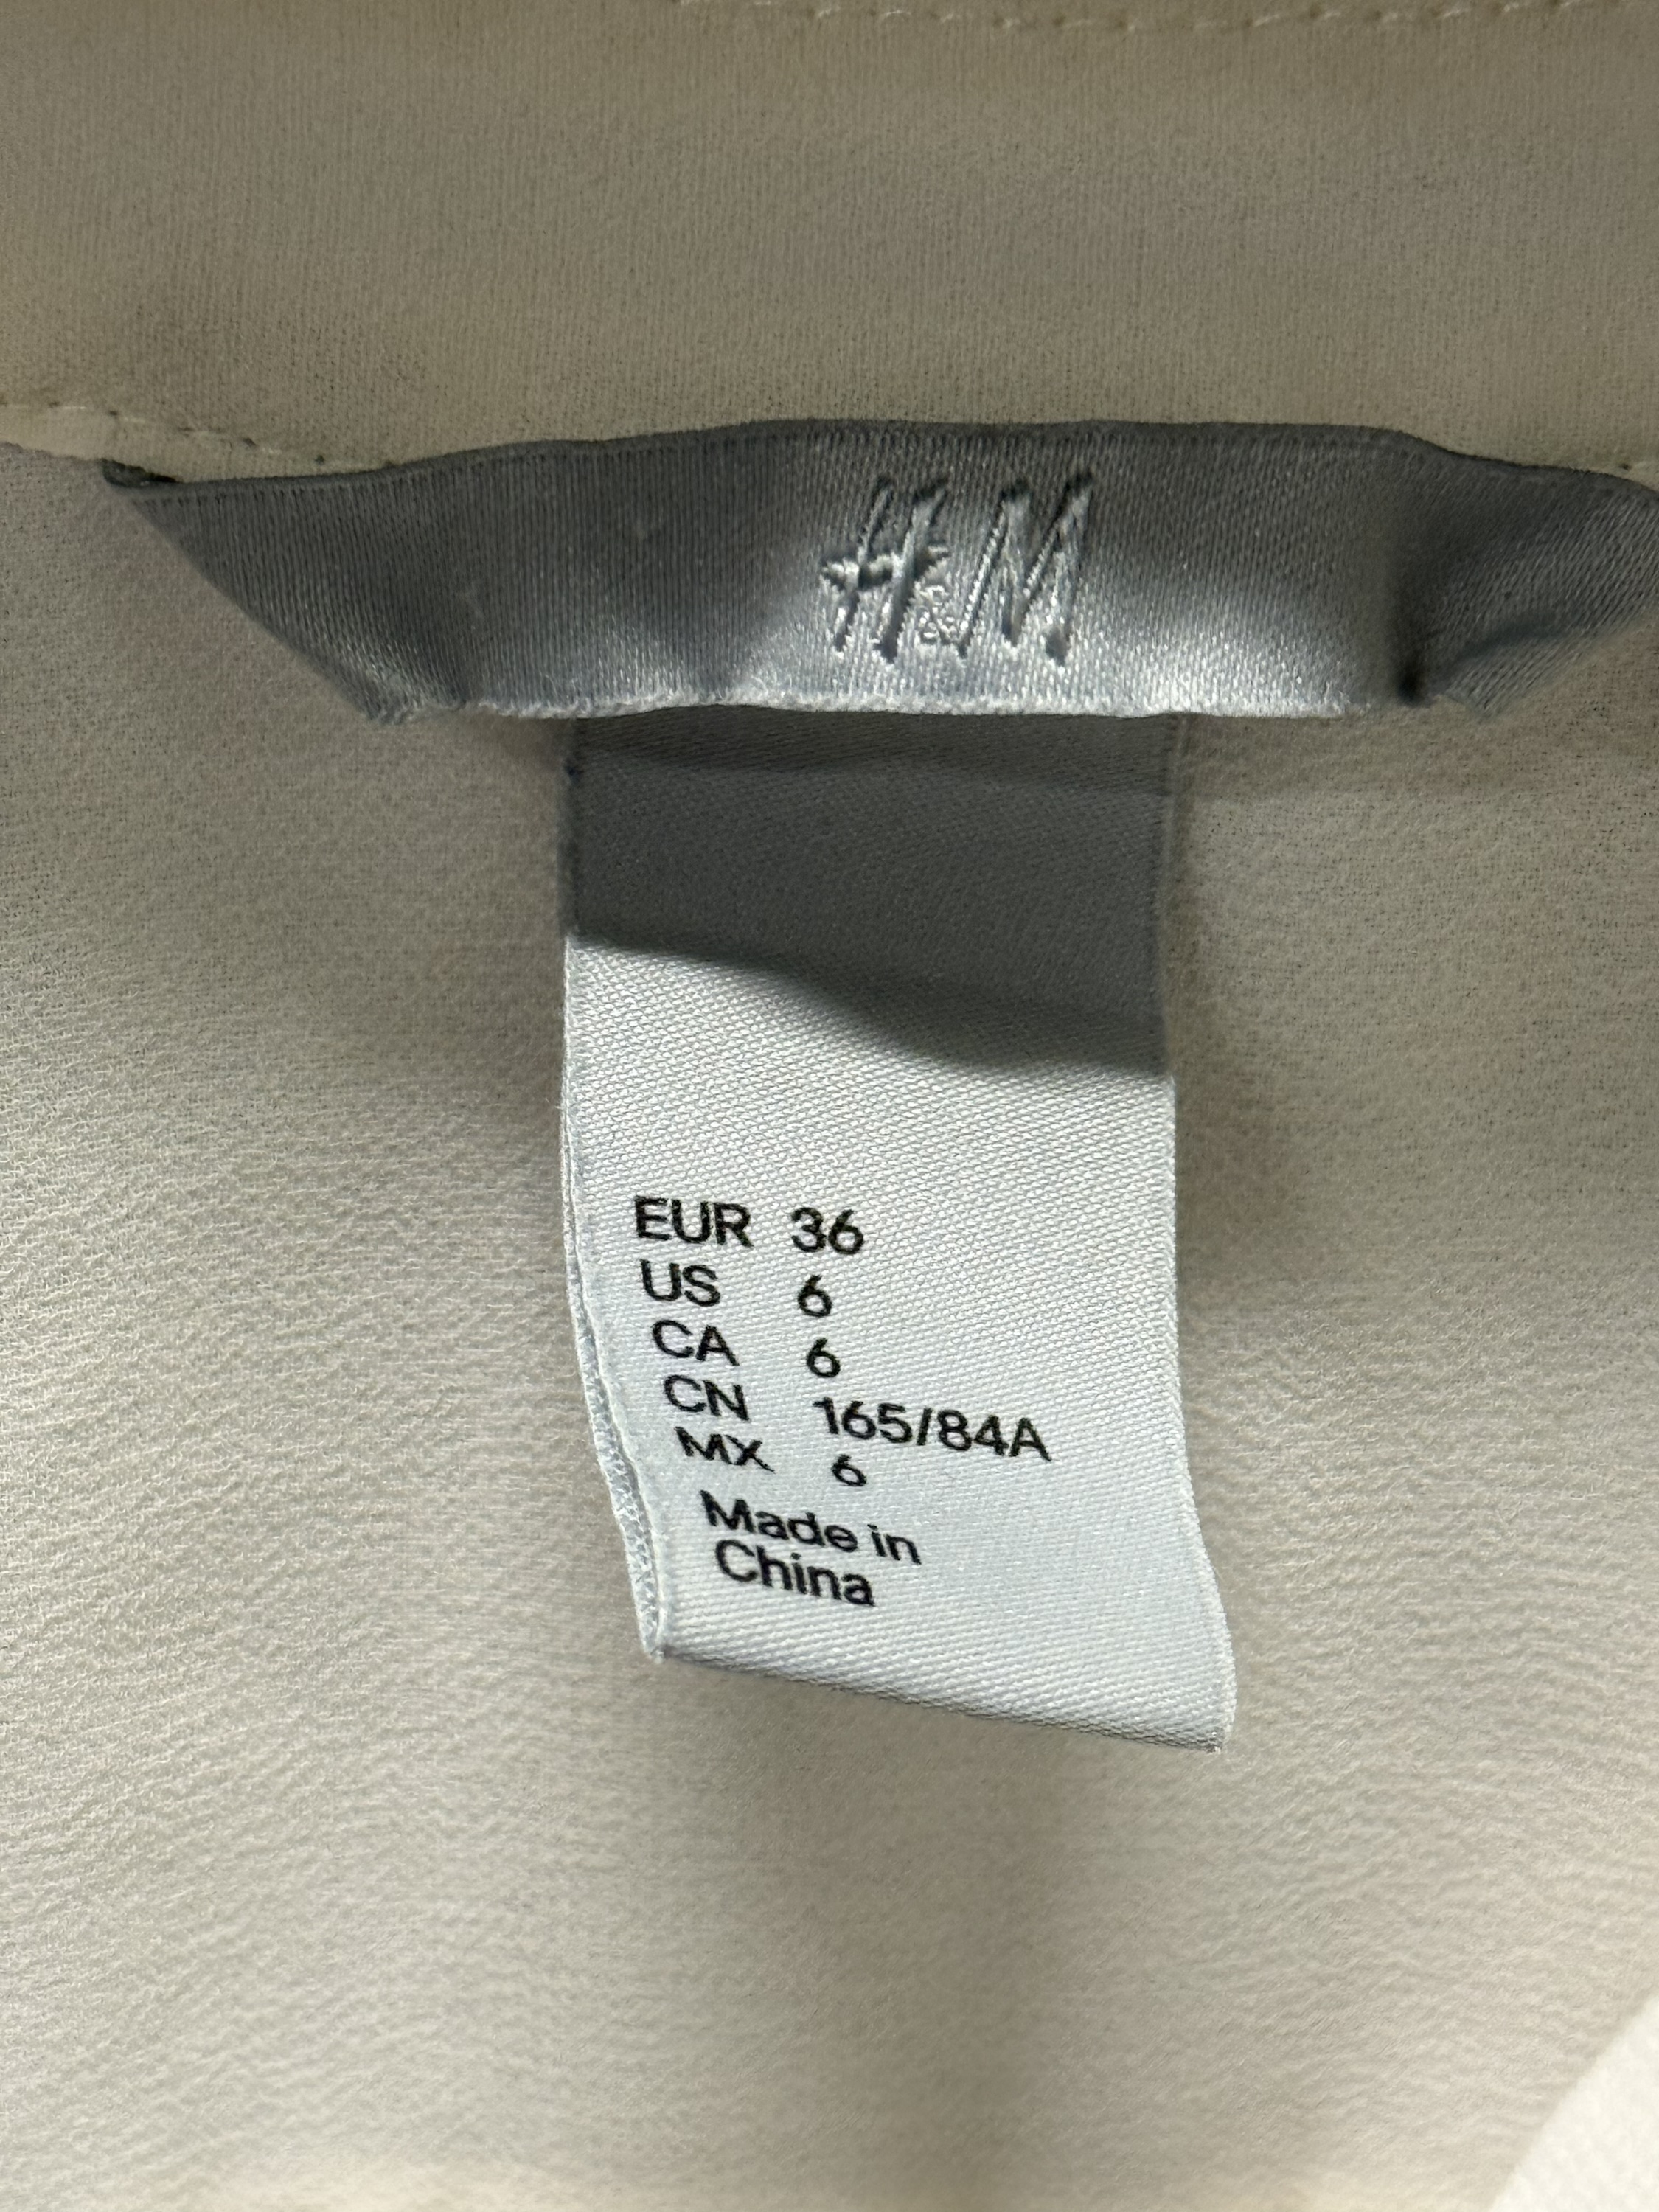 H&M
EUR 36
US 6
CA 6
CN 165/84A
MX 6
Made in
China